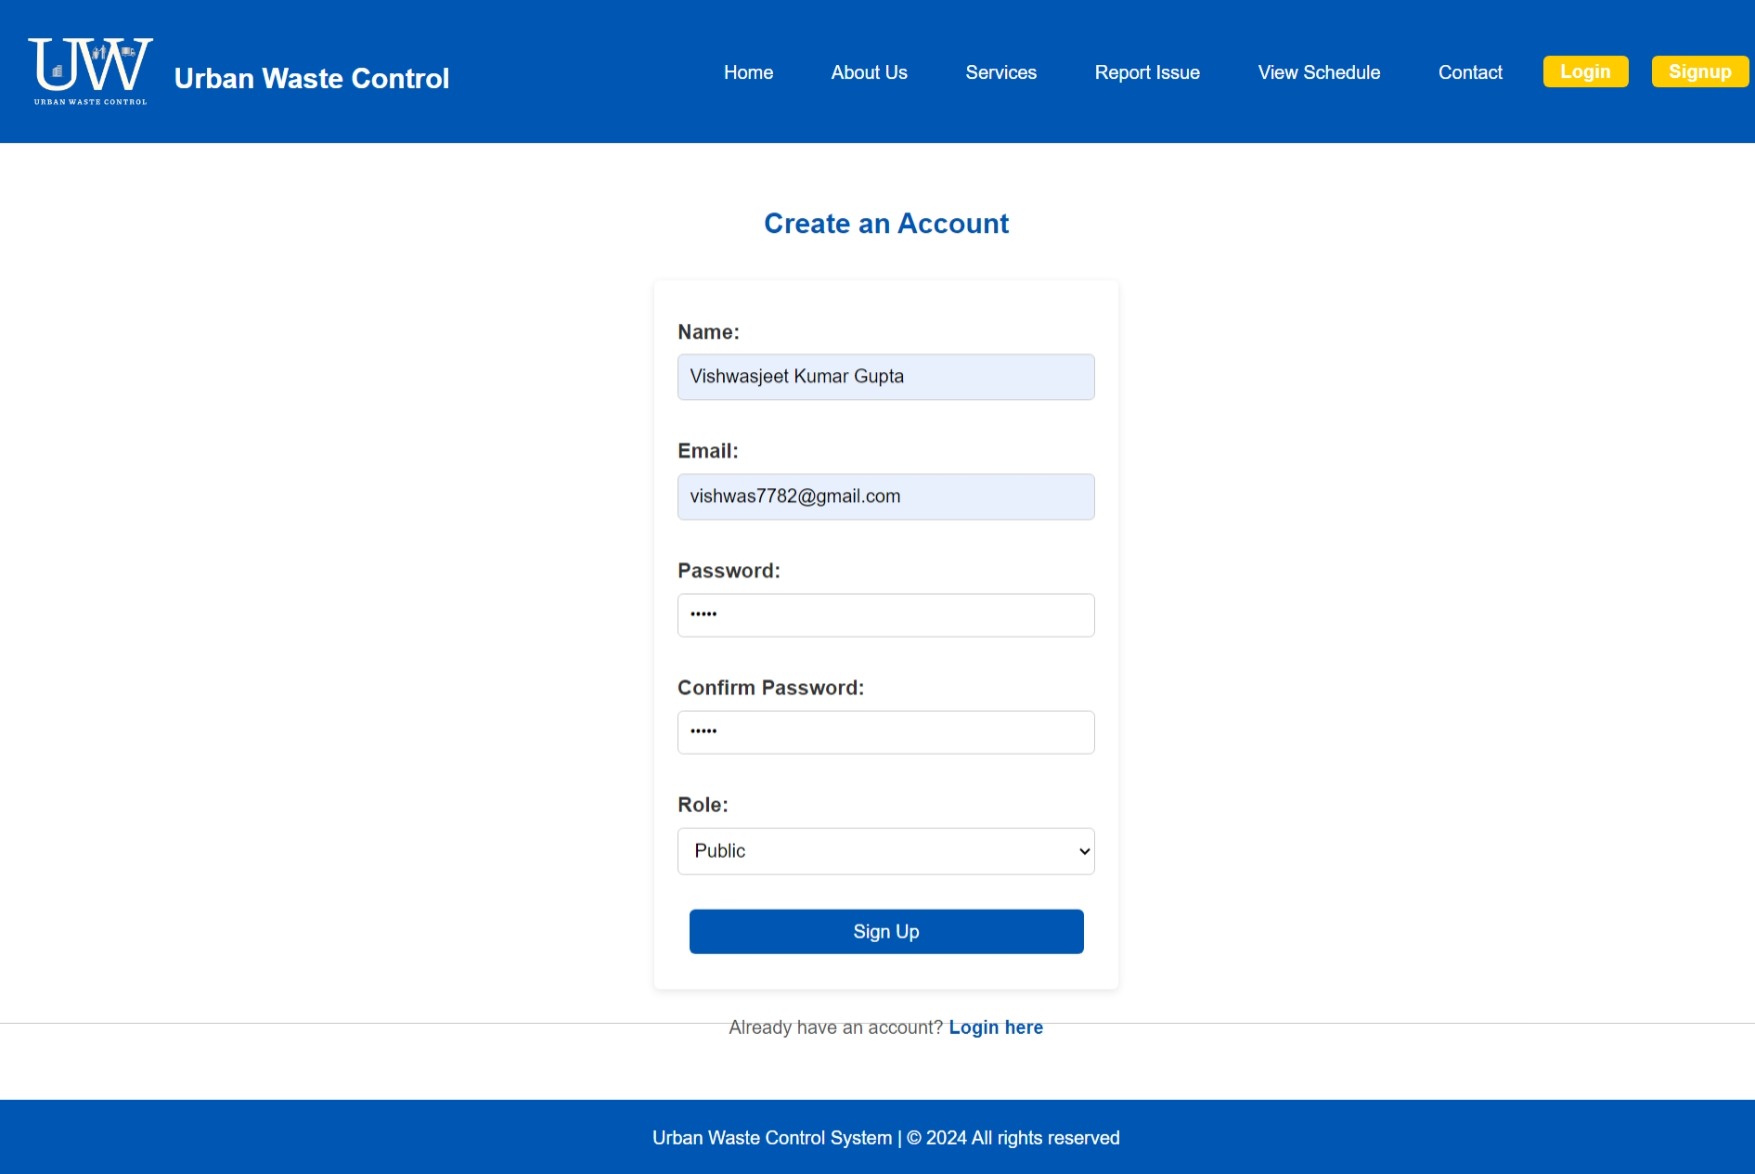 UW
URBAN WASTE CONTROL
Urban Waste Control
Home About Us Services Report Issue View Schedule Contact Login Signup
Create an Account
Name:
Vishwasjeet Kumar Gupta
Email:
vishwas7782@gmail.com
Password:
•••••
Confirm Password:
•••••
Role:
Public
Sign Up
Already have an account? Login here
Urban Waste Control System | © 2024 All rights reserved